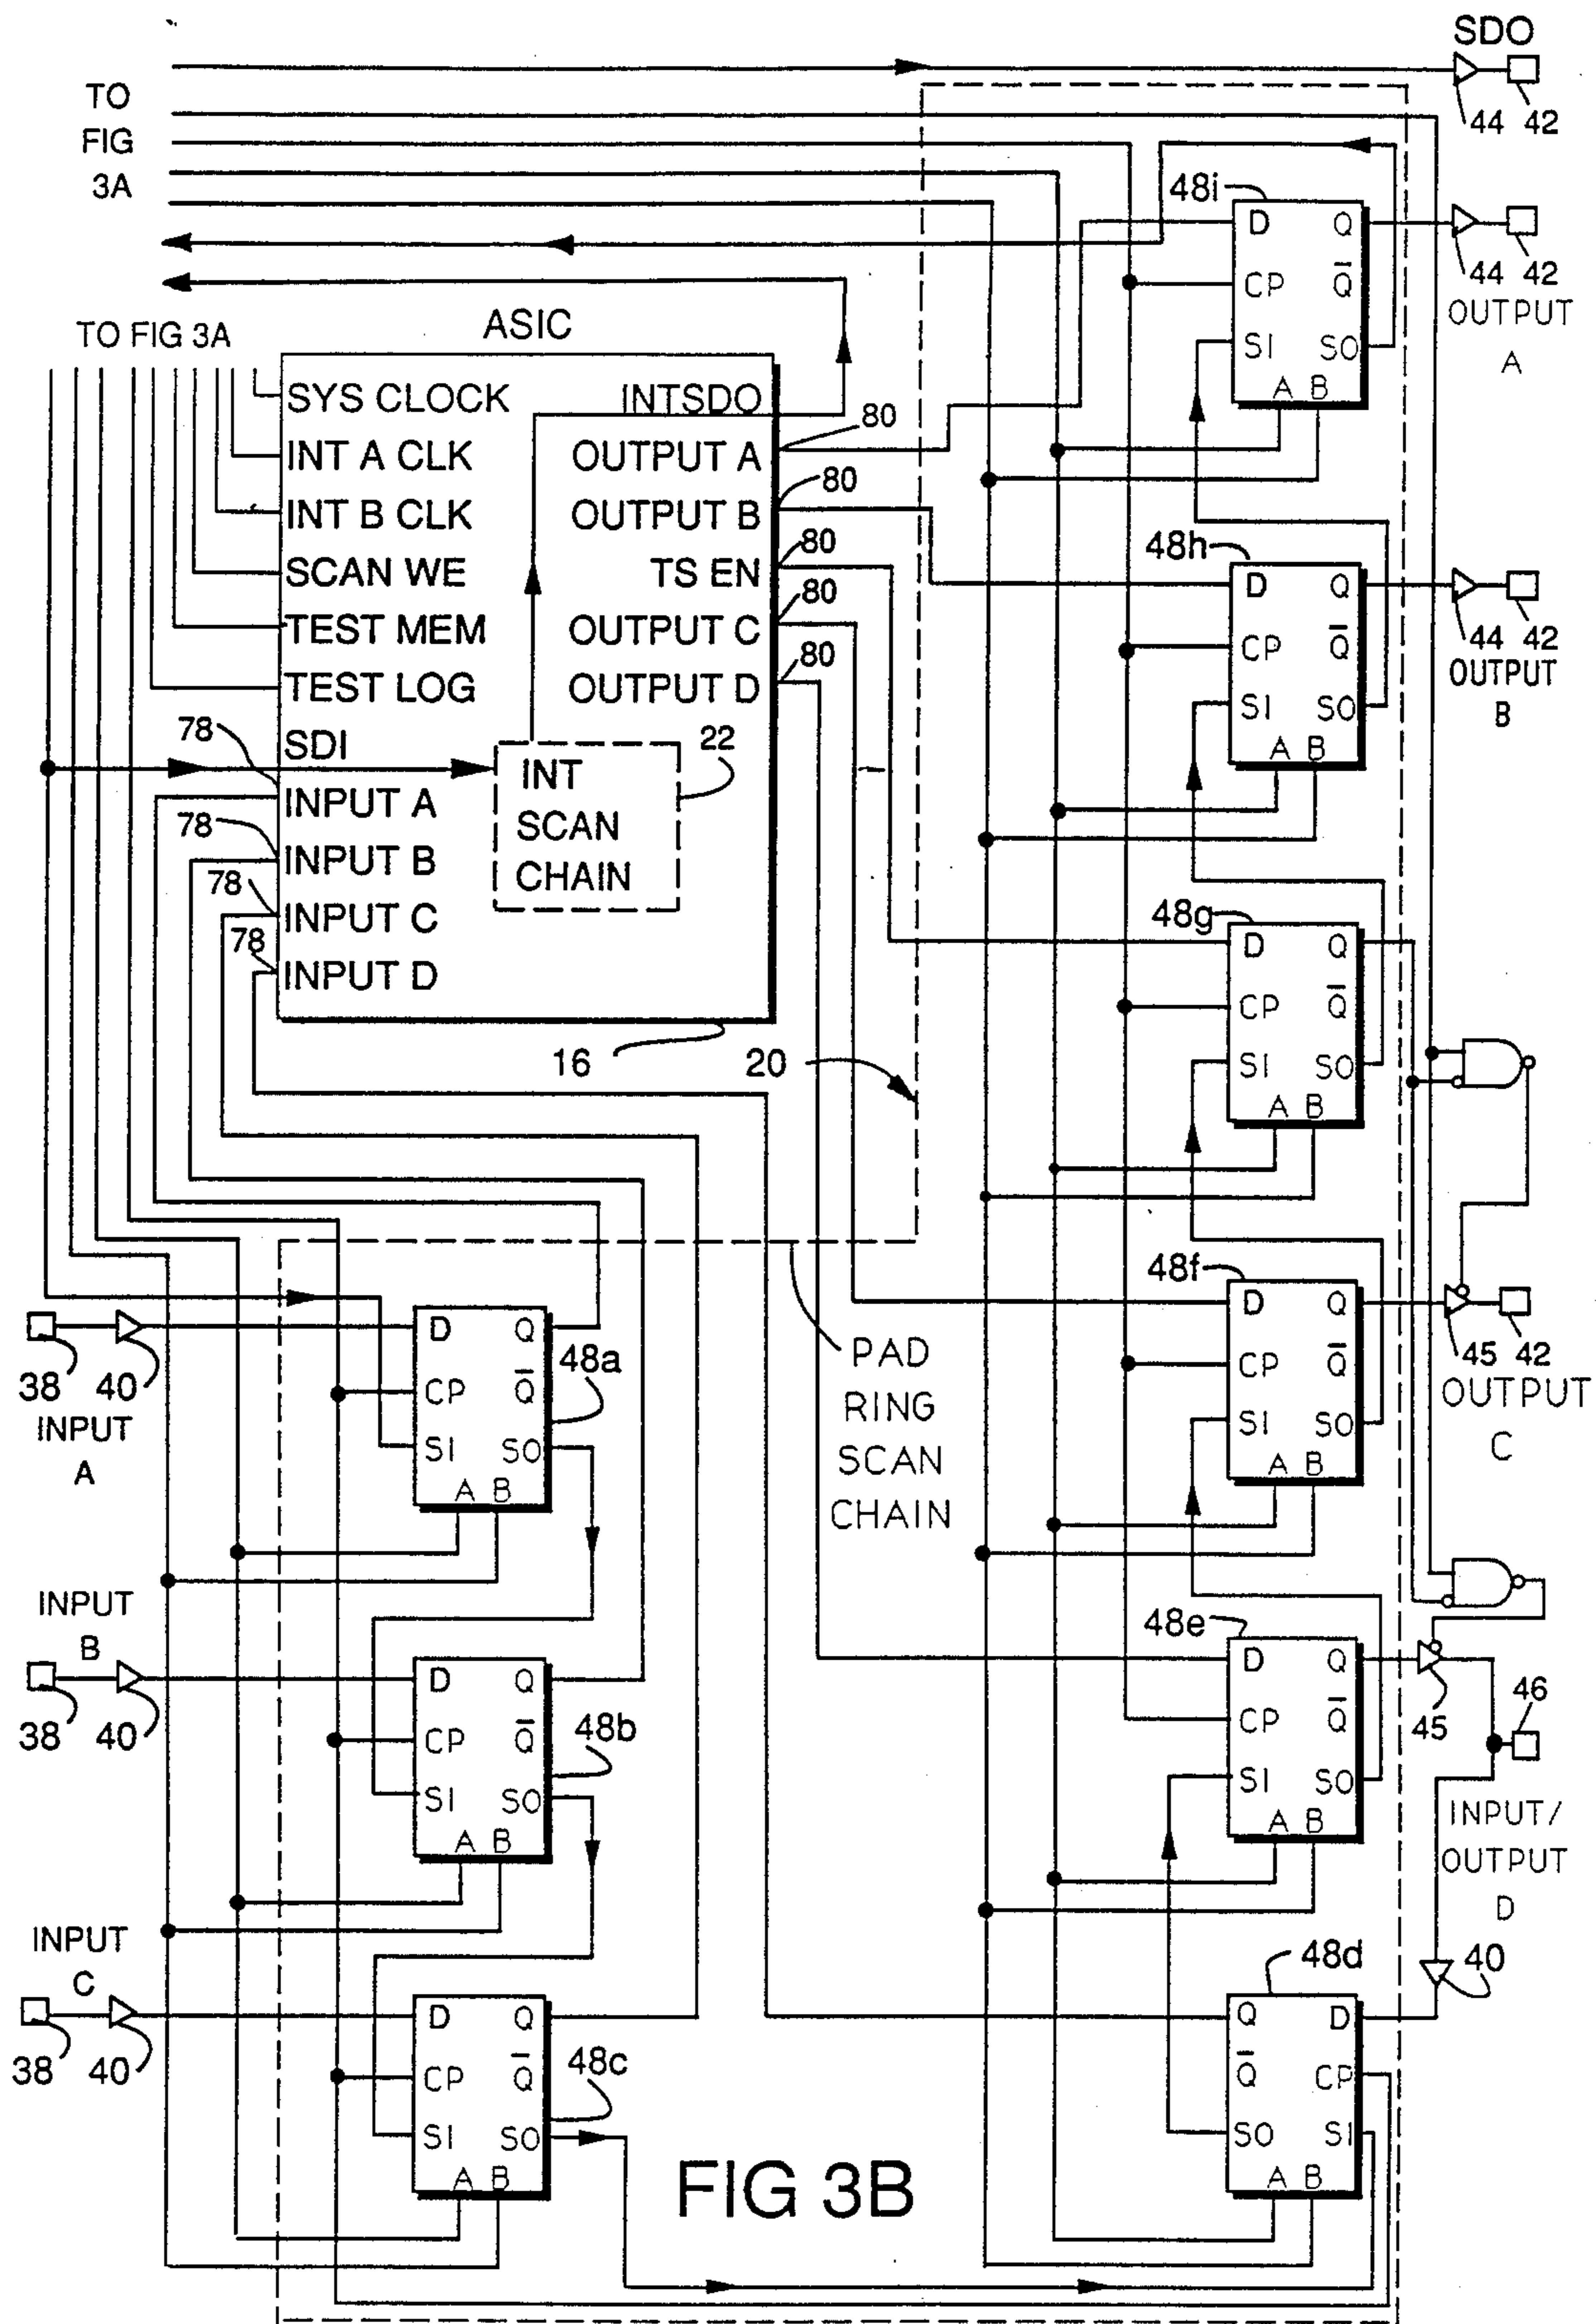 SDO
44 42
TO
FIG
3A
48i
D Q
CP Q̅
SI SO
A B
44 42
OUTPUT
A
TO FIG 3A
ASIC
SYS CLOCK
INT A CLK
INT B CLK
SCAN WE
TEST MEM
TEST LOG
SDI
INPUT A
INPUT B
INPUT C
INPUT D
78
78
78
78
INTSDO
OUTPUT A
OUTPUT B
TS EN
OUTPUT C
OUTPUT D
80
80
80
80
80
INT
SCAN
CHAIN
22
16
20
48h
D Q
CP Q̅
SI SO
A B
44 42
OUTPUT
B
48g
D Q
CP Q̅
SI SO
A B
48f
D Q
CP Q̅
SI SO
A B
45 42
OUTPUT
C
PAD
RING
SCAN
CHAIN
38 40
INPUT
A
D Q
CP Q̅
SI SO
A B
48a
INPUT
B
38 40
D Q
CP Q̅
SI SO
A B
48b
INPUT
C
38 40
D Q
CP Q̅
SI SO
A B
48c
48e
D Q
CP Q̅
SI SO
A B
45
46
INPUT/
OUTPUT
D
40
48d
Q D
Q̅ CP
SO SI
A B
FIG 3B